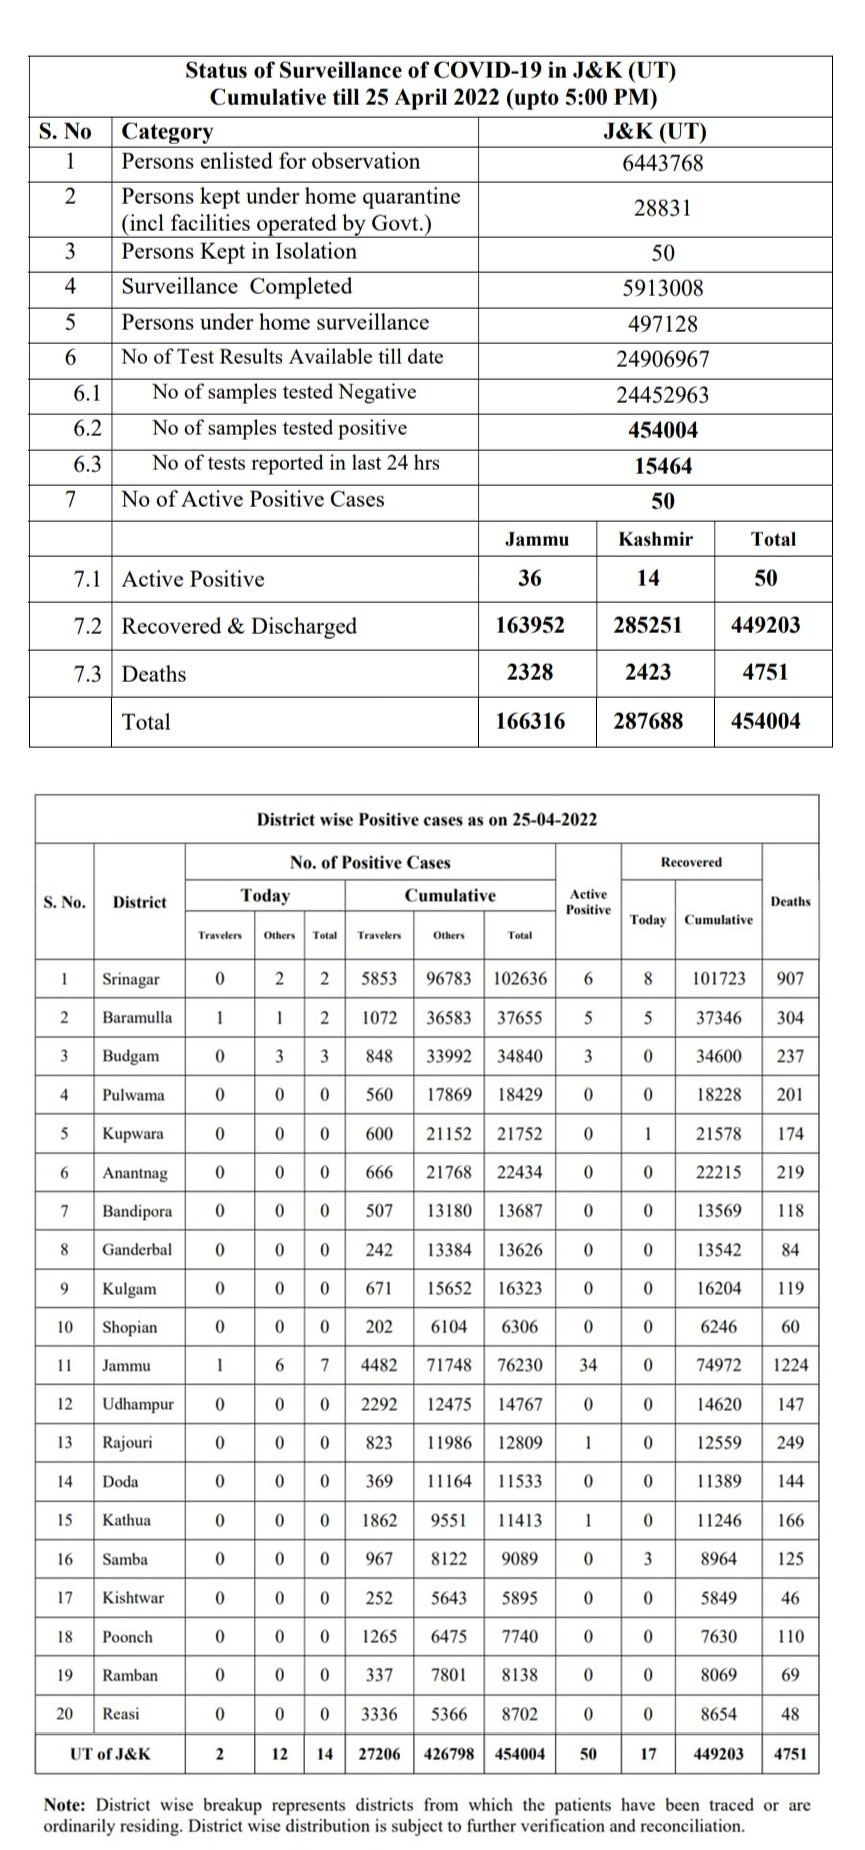 Status of Surveillance of COVID-19 in J&K (UT)
Cumulative till 25 April 2022 (upto 5:00 PM)
S. No Category J&K (UT)
1 Persons enlisted for observation 6443768
2 Persons kept under home quarantine
(incl facilities operated by Govt.) 28831
3 Persons Kept in Isolation 50
4 Surveillance Completed 5913008
5 Persons under home surveillance 497128
6 No of Test Results Available till date 24906967
6.1 No of samples tested Negative 24452963
6.2 No of samples tested positive 454004
6.3 No of tests reported in last 24 hrs 15464
7 No of Active Positive Cases 50
Jammu Kashmir Total
7.1 Active Positive 36 14 50
7.2 Recovered & Discharged 163952 285251 449203
7.3 Deaths 2328 2423 4751
Total 166316 287688 454004
District wise Positive cases as on 25-04-2022
S. No. District No. of Positive Cases Active Positive Recovered Deaths
Today Cumulative Today Cumulative
Travelers Others Total Travelers Others Total
1 Srinagar 0 2 2 5853 96783 102636 6 8 101723 907
2 Baramulla 1 1 2 1072 36583 37655 5 5 37346 304
3 Budgam 0 3 3 848 33992 34840 3 0 34600 237
4 Pulwama 0 0 0 560 17869 18429 0 0 18228 201
5 Kupwara 0 0 0 600 21152 21752 0 1 21578 174
6 Anantnag 0 0 0 666 21768 22434 0 0 22215 219
7 Bandipora 0 0 0 507 13180 13687 0 0 13569 118
8 Ganderbal 0 0 0 242 13384 13626 0 0 13542 84
9 Kulgam 0 0 0 671 15652 16323 0 0 16204 119
10 Shopian 0 0 0 202 6104 6306 0 0 6246 60
11 Jammu 1 6 7 4482 71748 76230 34 0 74972 1224
12 Udhampur 0 0 0 2292 12475 14767 0 0 14620 147
13 Rajouri 0 0 0 823 11986 12809 1 0 12559 249
14 Doda 0 0 0 369 11164 11533 0 0 11389 144
15 Kathua 0 0 0 1862 9551 11413 1 0 11246 166
16 Samba 0 0 0 967 8122 9089 0 3 8964 125
17 Kishtwar 0 0 0 252 5643 5895 0 0 5849 46
18 Poonch 0 0 0 1265 6475 7740 0 0 7630 110
19 Ramban 0 0 0 337 7801 8138 0 0 8069 69
20 Reasi 0 0 0 3336 5366 8702 0 0 8654 48
UT of J&K 2 12 14 27206 426798 454004 50 17 449203 4751
Note: District wise breakup represents districts from which the patients have been traced or are
ordinarily residing. District wise distribution is subject to further verification and reconciliation.